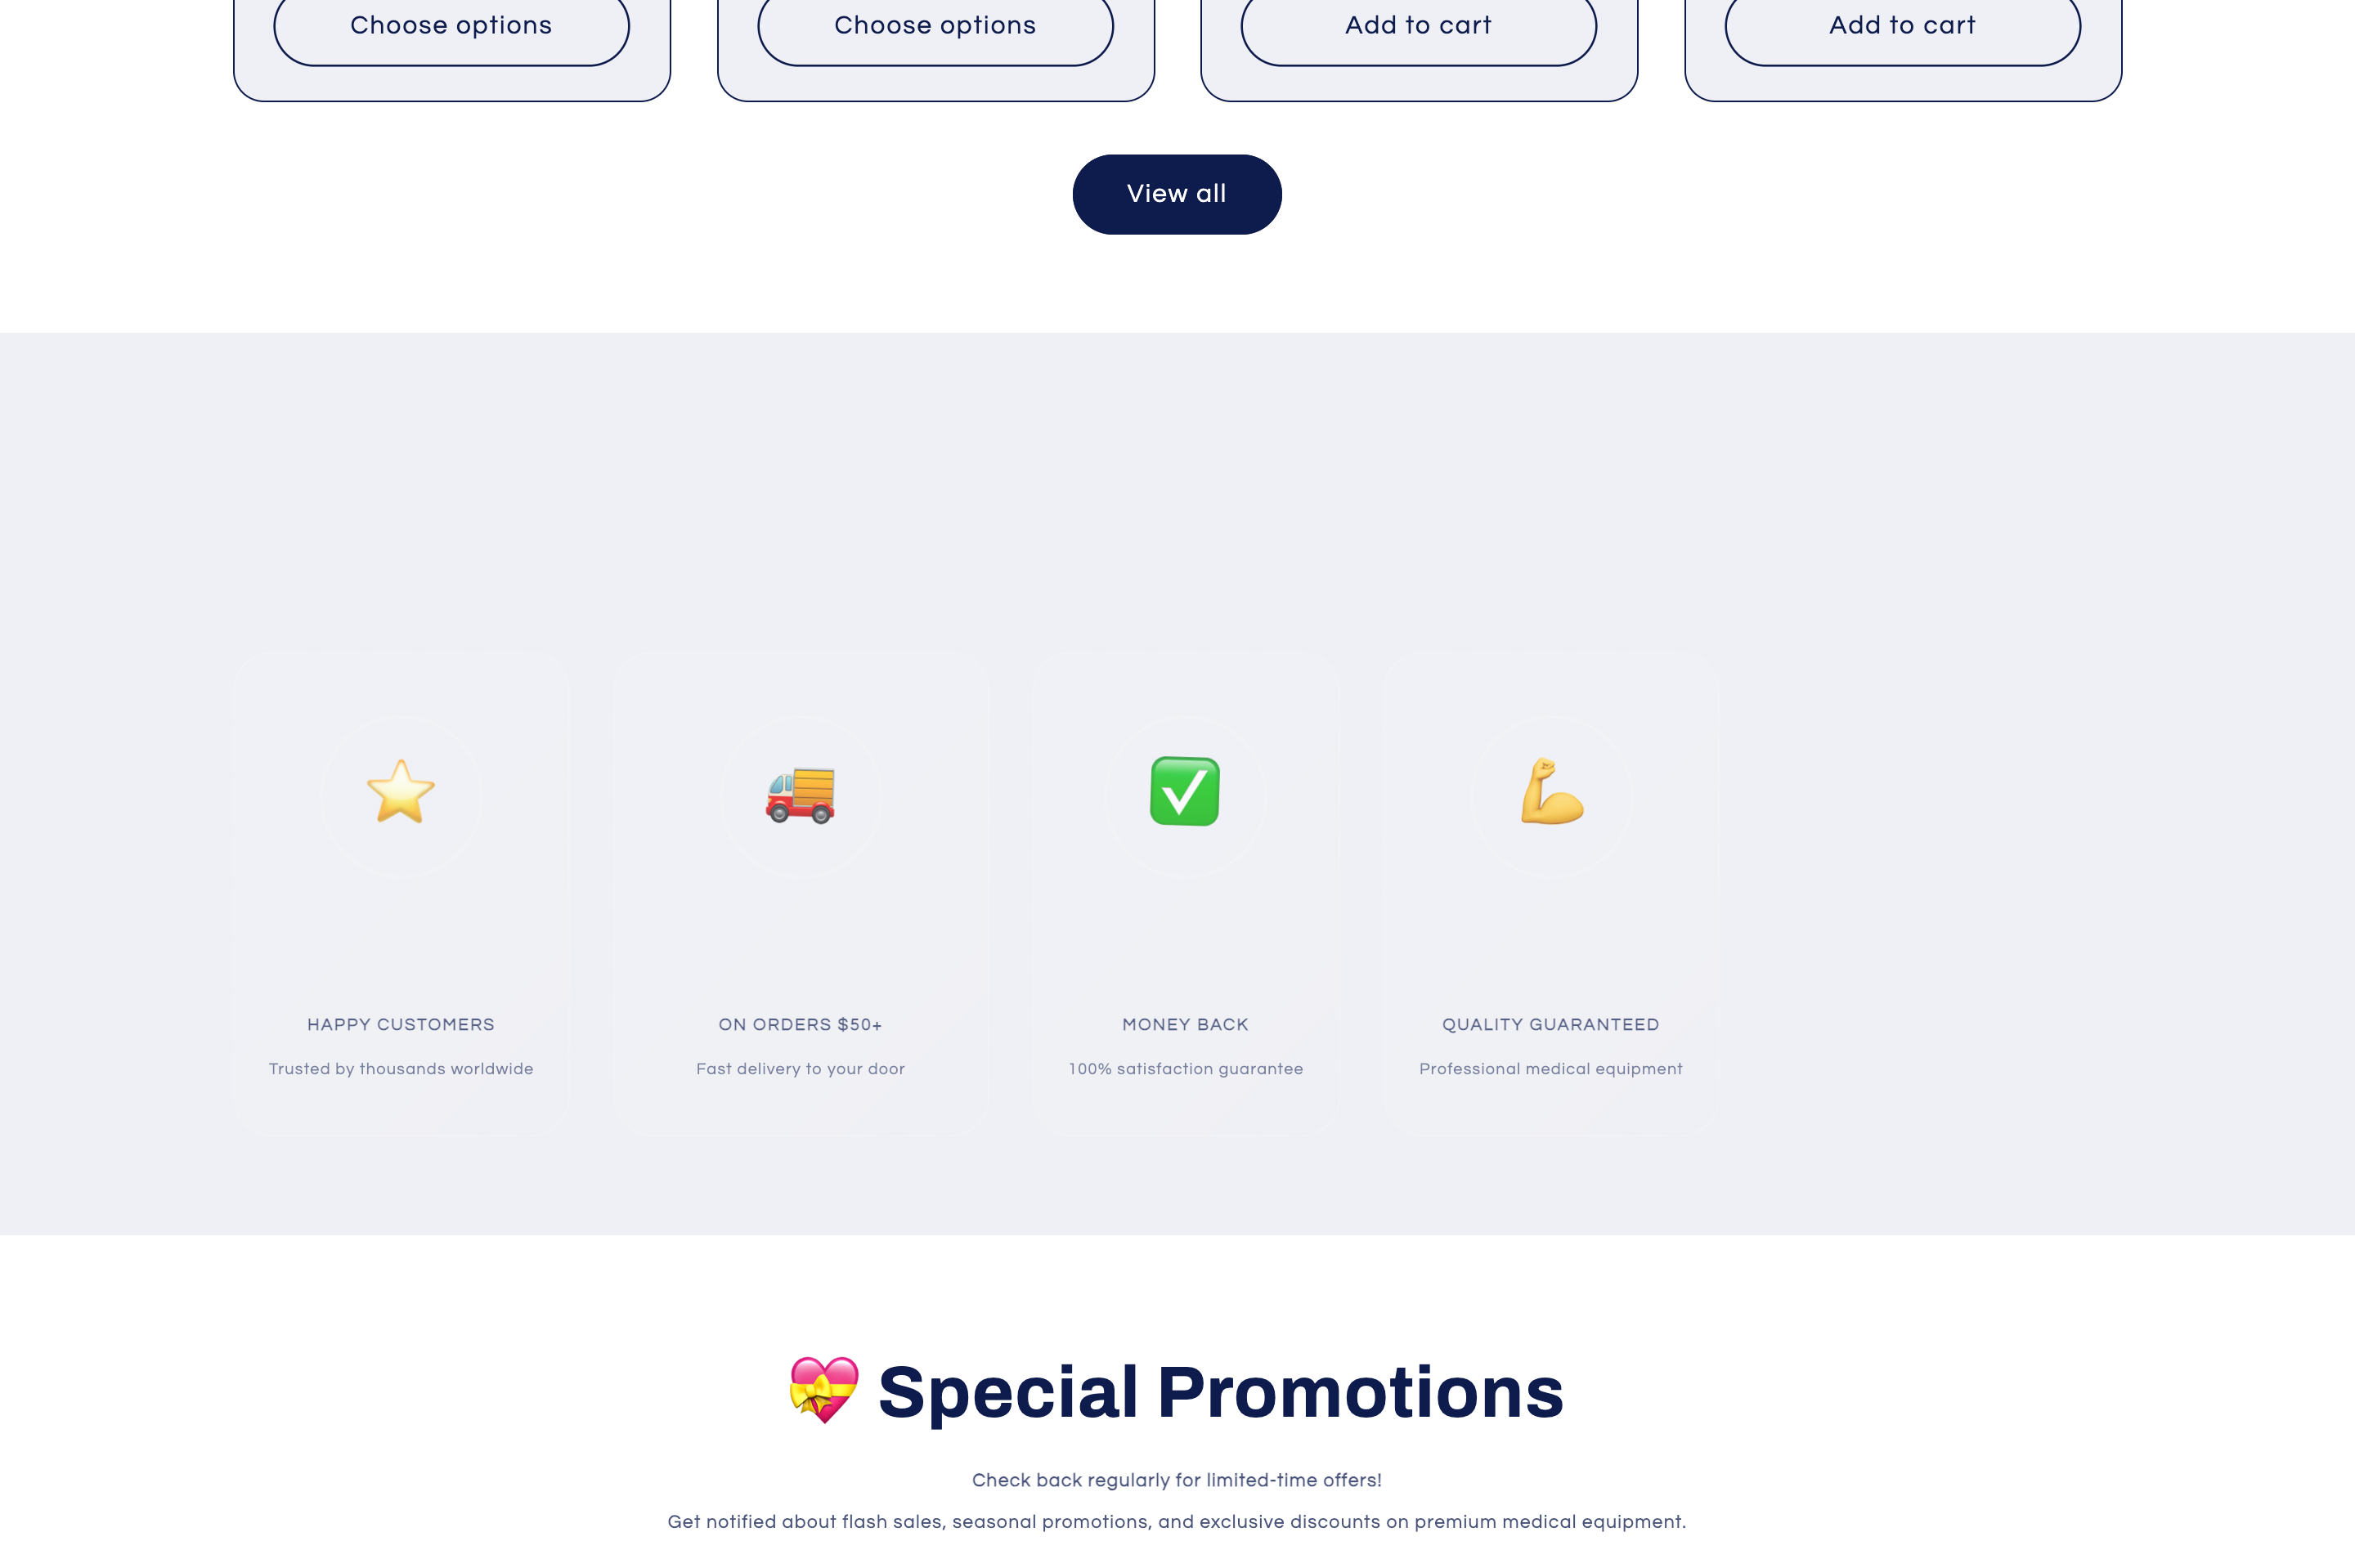 Choose options
Choose options
Add to cart
Add to cart
View all
HAPPY CUSTOMERS
Trusted by thousands worldwide
ON ORDERS $50+
Fast delivery to your door
MONEY BACK
100% satisfaction guarantee
QUALITY GUARANTEED
Professional medical equipment
💝 Special Promotions
Check back regularly for limited-time offers!
Get notified about flash sales, seasonal promotions, and exclusive discounts on premium medical equipment.